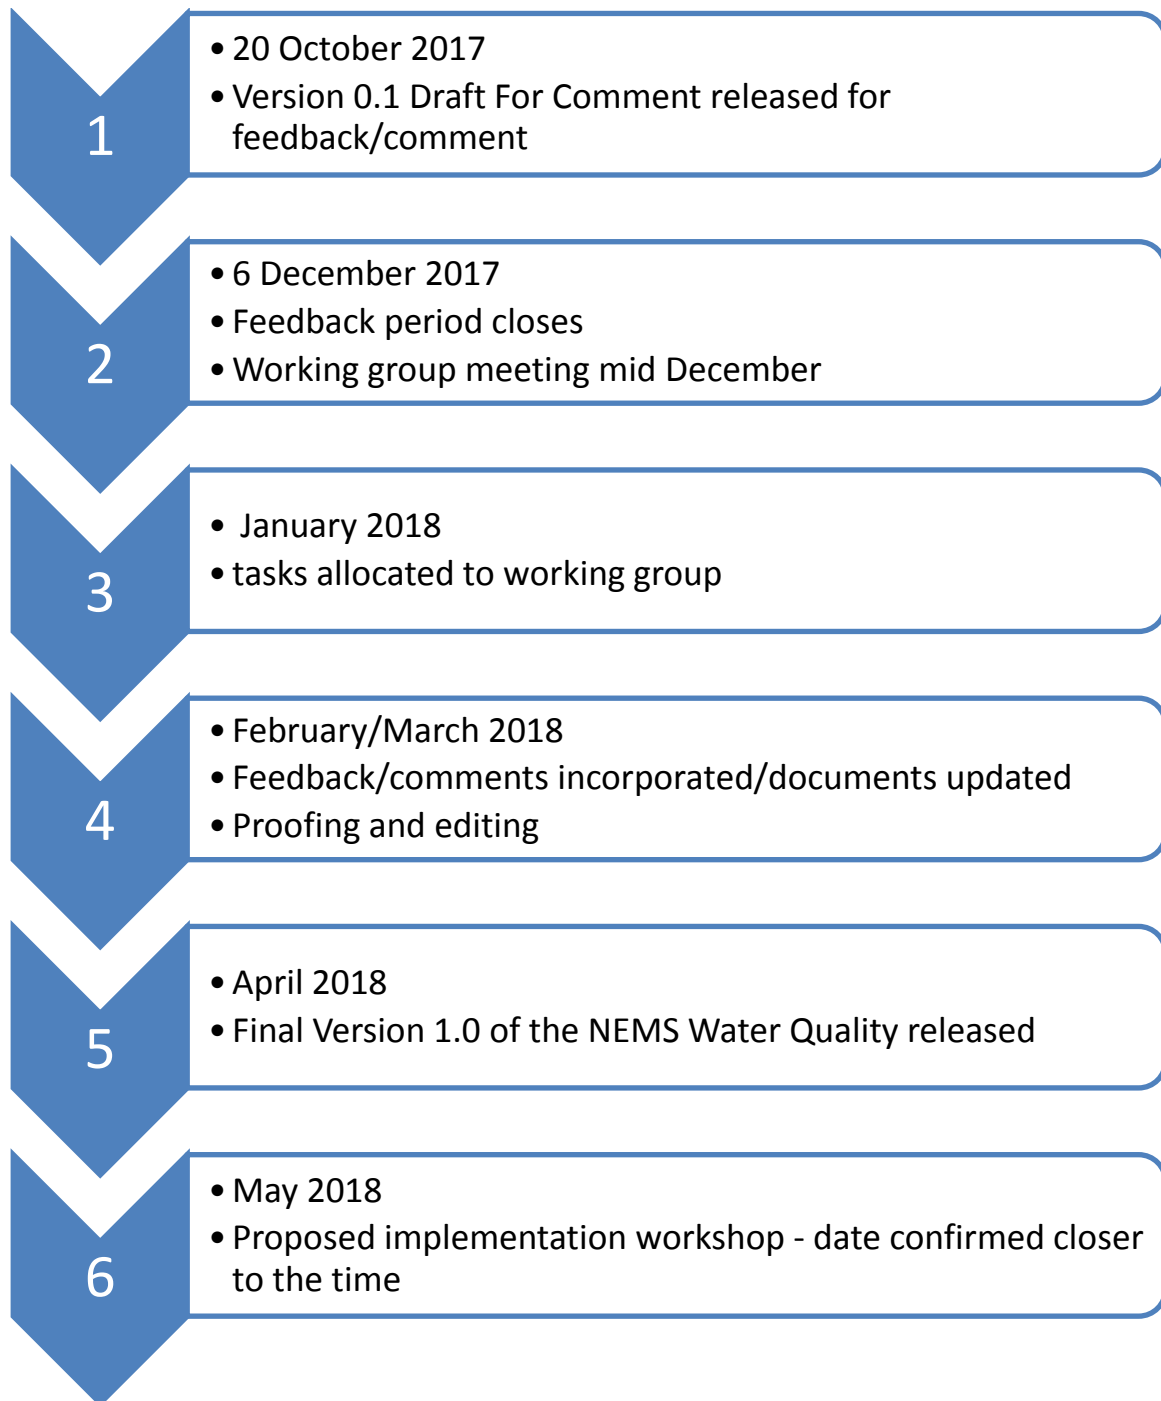 1
• 20 October 2017
• Version 0.1 Draft For Comment released for
feedback/comment
2
• 6 December 2017
• Feedback period closes
• Working group meeting mid December
3
• January 2018
• tasks allocated to working group
4
• February/March 2018
• Feedback/comments incorporated/documents updated
• Proofing and editing
5
• April 2018
• Final Version 1.0 of the NEMS Water Quality released
6
• May 2018
• Proposed implementation workshop - date confirmed closer
to the time